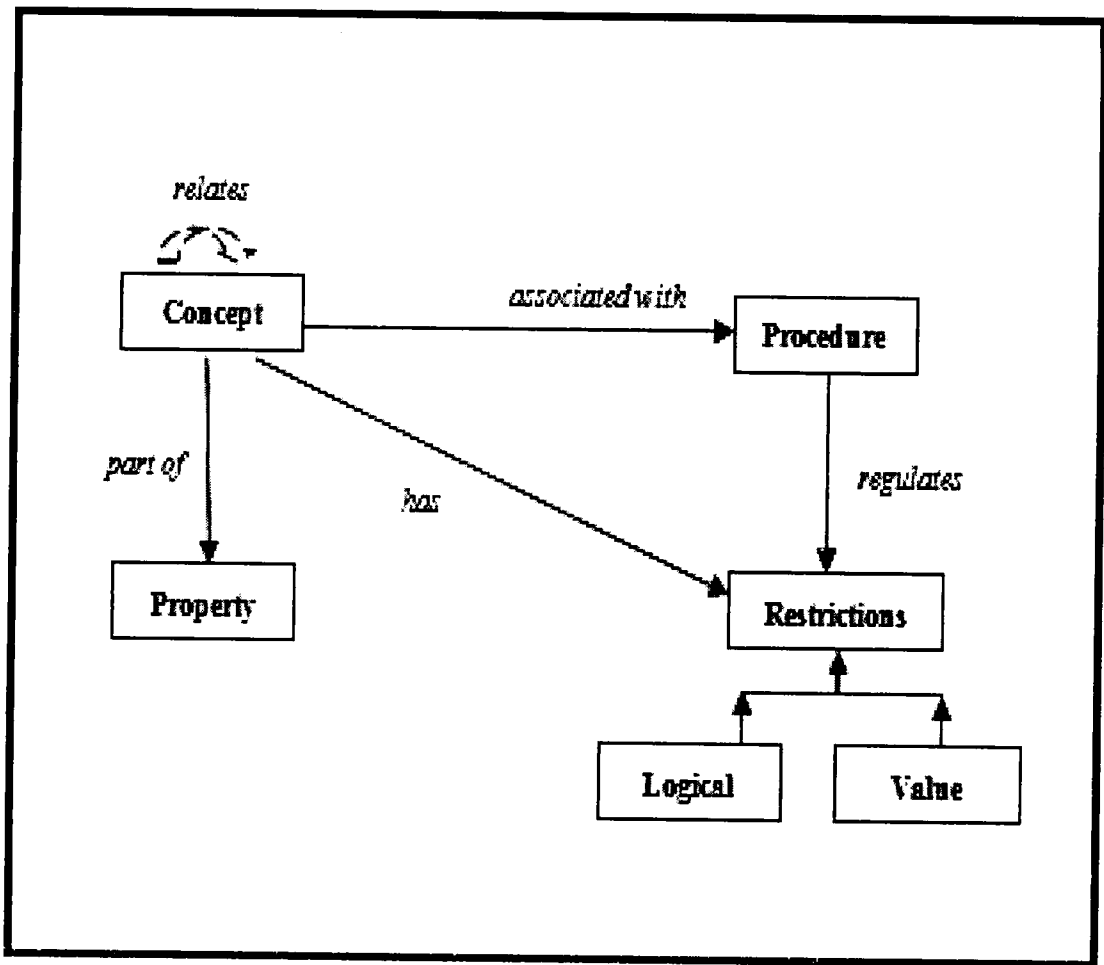 relates
Concept
associated with
Procedure
part of
has
regulates
Property
Restrictions
Logical
Value